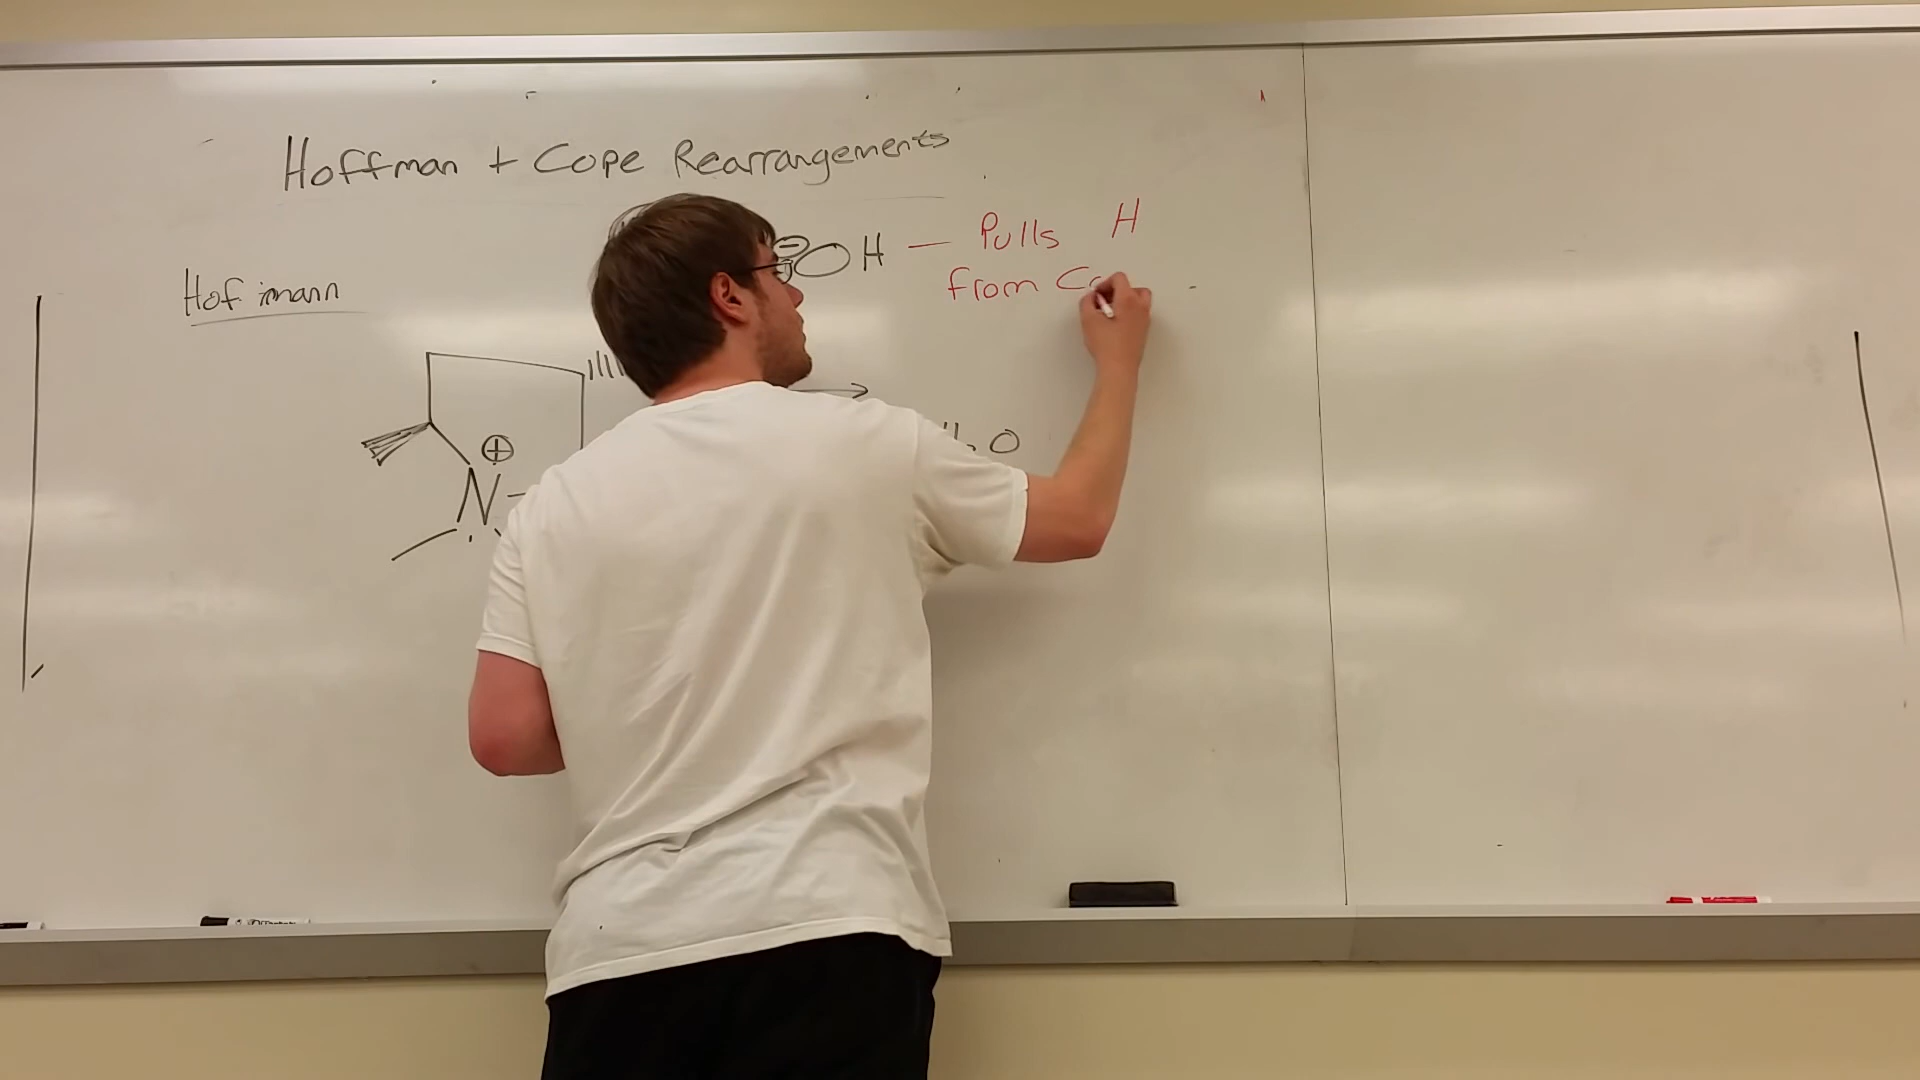 Hoffman + Cope Rearrangements
⊖OH — Pulls H
from
Hofmann
⊕
N
O